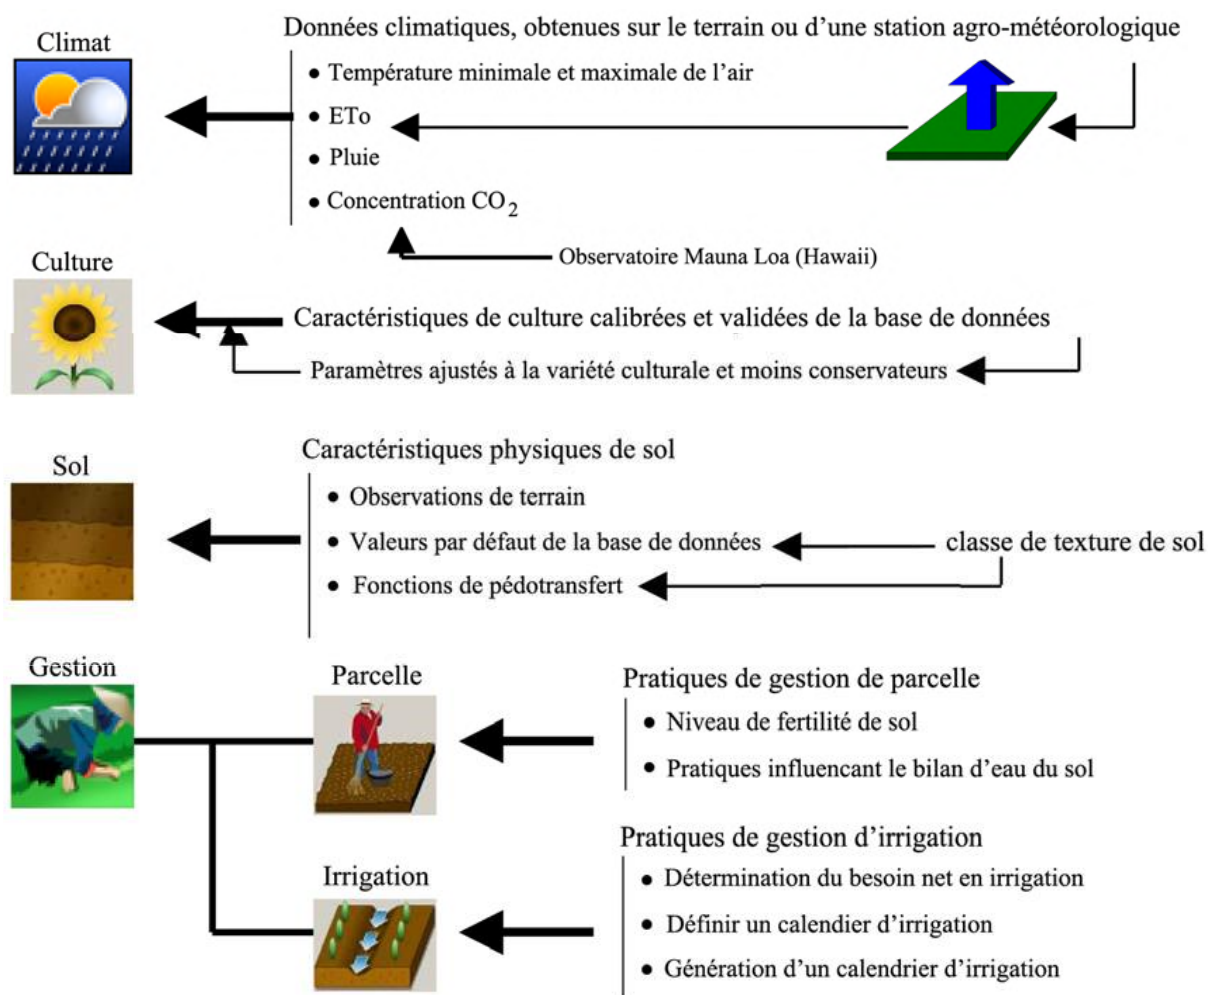 Climat
Données climatiques, obtenues sur le terrain ou d'une station agro-météorologique
• Température minimale et maximale de l'air
• ETo
• Pluie
• Concentration CO2
Observatoire Mauna Loa (Hawaii)
Culture
Caractéristiques de culture calibrées et validées de la base de données
Paramètres ajustés à la variété culturale et moins conservateurs
Sol
Caractéristiques physiques de sol
• Observations de terrain
• Valeurs par défaut de la base de données
classe de texture de sol
• Fonctions de pédotransfert
Gestion
Parcelle
Pratiques de gestion de parcelle
• Niveau de fertilité de sol
• Pratiques influencant le bilan d'eau du sol
Irrigation
Pratiques de gestion d'irrigation
• Détermination du besoin net en irrigation
• Définir un calendier d'irrigation
• Génération d'un calendrier d'irrigation